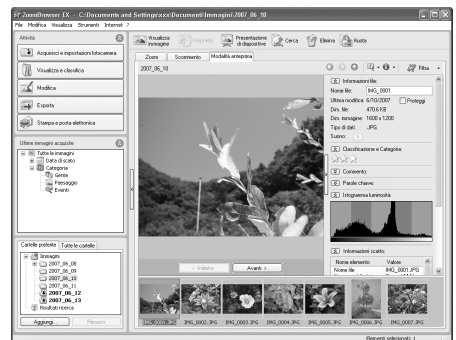 ZoomBrowser EX - C:\Documents and Settings\xxx\Documenti\Immagini\2007_06_10
File Modifica Visualizza Strumenti Internet ?
Attività
Acquisisci e impostazioni fotocamera
Visualizza e classifica
Modifica
Esporta
Stampa e posta elettronica
Ultime immagini acquisite
Tutte le immagini
Data di scatto
Categoria
Gente
Paesaggio
Eventi
Cartelle preferite Tutte le cartelle
Immagini
2007_06_08
2007_06_09
2007_06_10
2007_06_11
2007_06_12
2007_06_13
Risultati ricerca
Aggiungi... Rimuovi
Visualizza immagine Proprietà Presentazione di diapositive Cerca Elimina Ruota
Zoom Scorrimento Modalità anteprima
2007_06_10
Filtra
Informazioni file:
Nome file: IMG_0001
Ultima modifica: 6/10/2007 Proteggi
Dim. file: 470.6 KB
Dim. immagine: 1600 x 1200
Tipo di dati: JPG
Suono:
Classificazione e Categoria:
Commento:
Parole chiave:
Istogramma luminosità:
Informazioni scatto:
Nome elemento Valore
Nome file IMG_0001.JPG
< Indietro Avanti >
IMG_0002.JPG IMG_0003.JPG IMG_0004.JPG IMG_0005.JPG IMG_0006.JPG IMG_0007.JPG
Elementi selezionati: 1